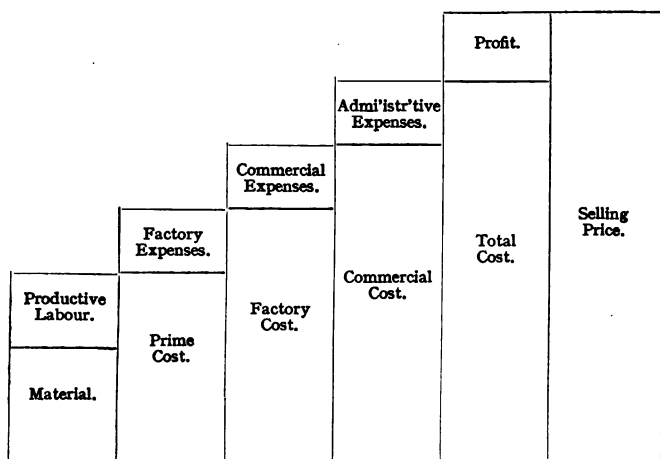 Profit.
Admi'istr'tive
Expenses.
Commercial
Expenses.
Factory
Expenses.
Productive
Labour.
Material.
Prime
Cost.
Factory
Cost.
Commercial
Cost.
Total
Cost.
Selling
Price.